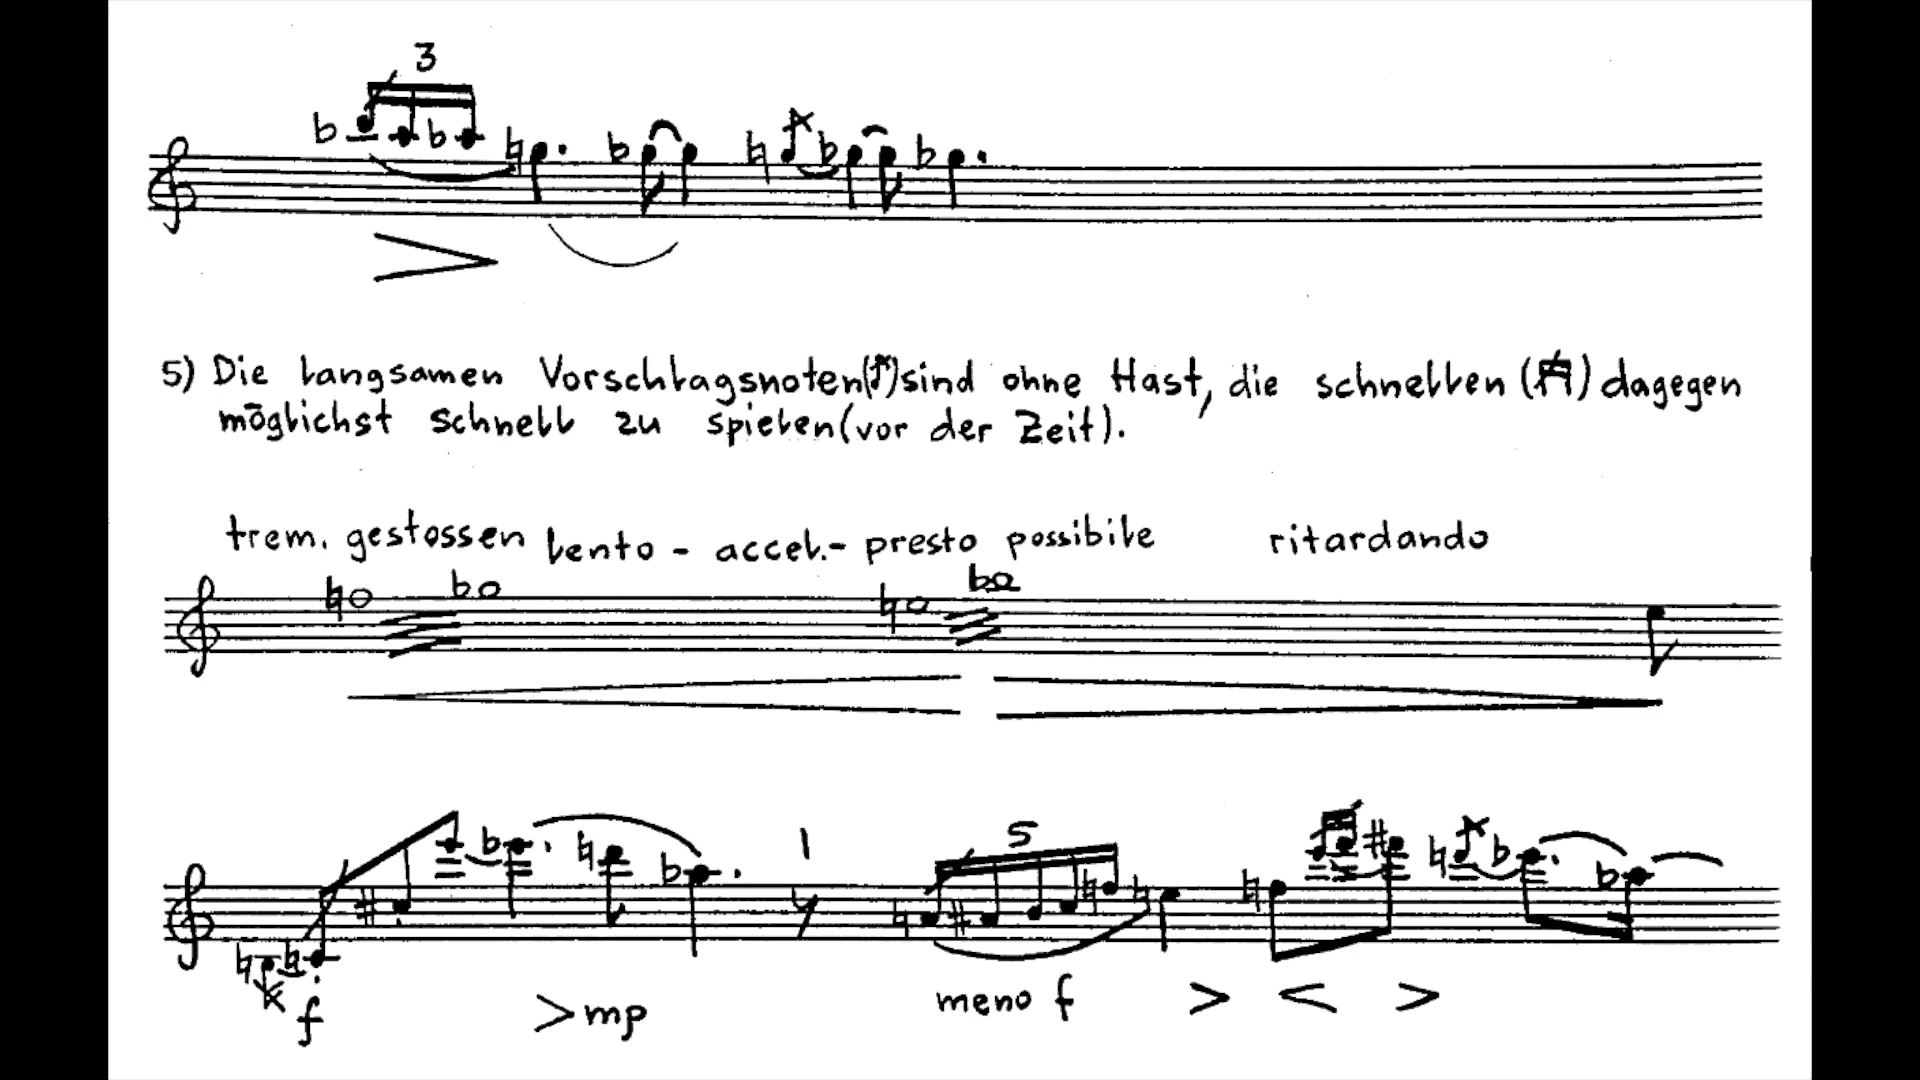 3
5) Die langsamen Vorschlagsnoten(♪)sind ohne Hast, die schnellen (♬) dagegen
möglichst schnell zu spielen(vor der Zeit).
trem. gestossen lento - accel.- presto possibile ritardando
5
f > mp meno f > < >